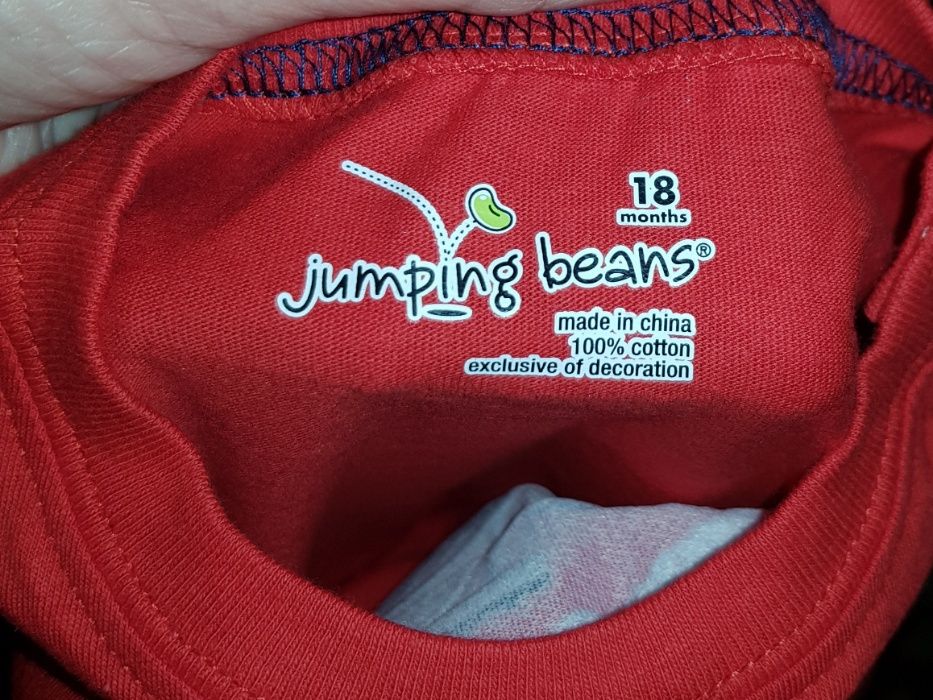 18
months
jumping beans®
made in china
100% cotton
exclusive of decoration